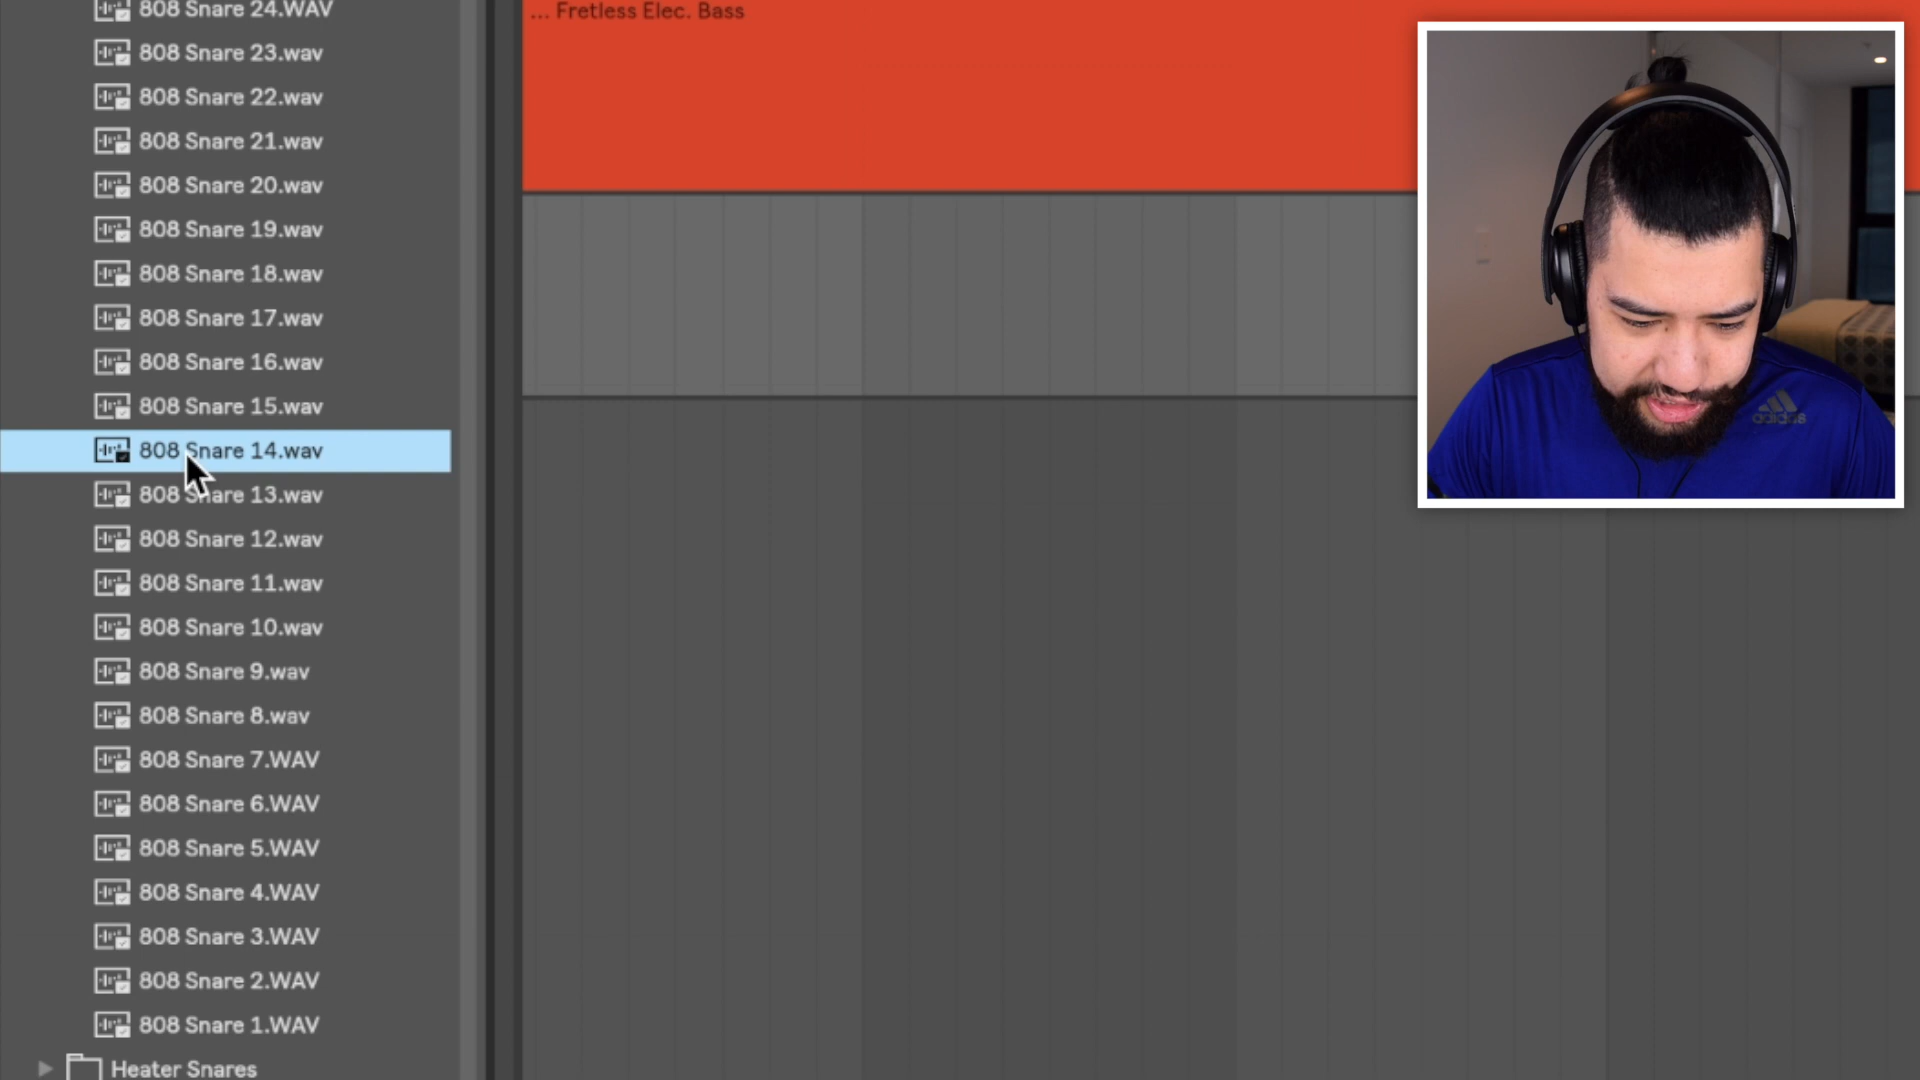 808 Snare 24.WAV
808 Snare 23.wav
808 Snare 22.wav
808 Snare 21.wav
808 Snare 20.wav
808 Snare 19.wav
808 Snare 18.wav
808 Snare 17.wav
808 Snare 16.wav
808 Snare 15.wav
808 Snare 14.wav
808 Snare 13.wav
808 Snare 12.wav
808 Snare 11.wav
808 Snare 10.wav
808 Snare 9.wav
808 Snare 8.wav
808 Snare 7.WAV
808 Snare 6.WAV
808 Snare 5.WAV
808 Snare 4.WAV
808 Snare 3.WAV
808 Snare 2.WAV
808 Snare 1.WAV
Heater Snares
... Fretless Elec. Bass
adidas